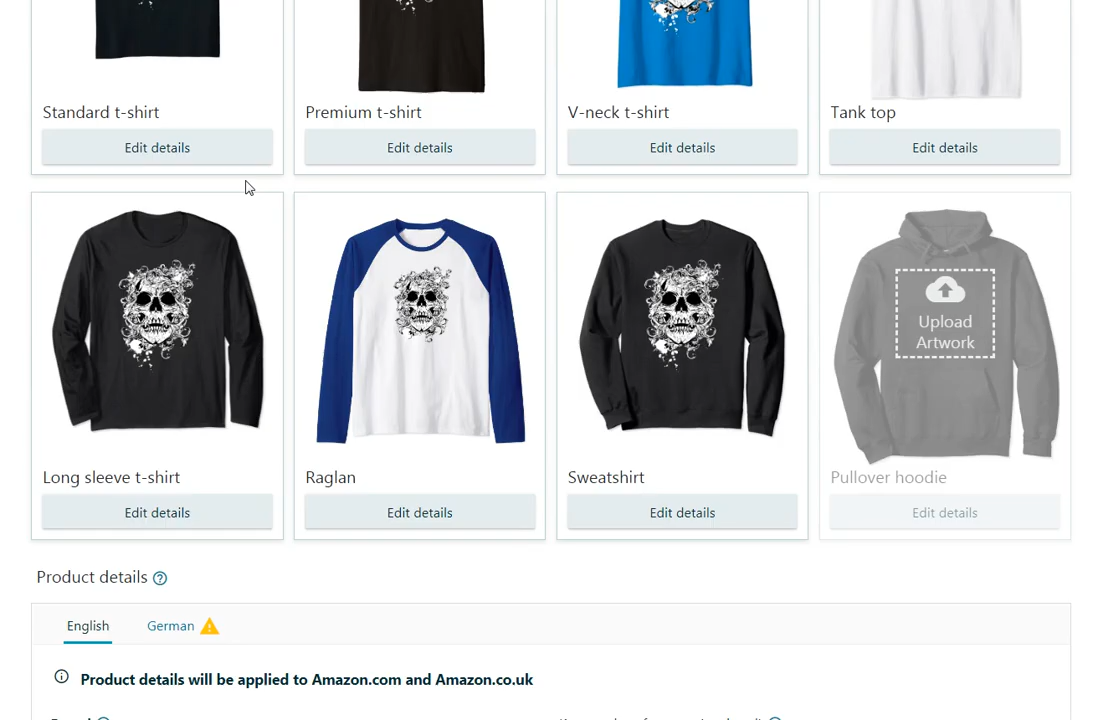 Standard t-shirt
Premium t-shirt
V-neck t-shirt
Tank top
Edit details
Edit details
Edit details
Edit details
Upload
Artwork
Long sleeve t-shirt
Raglan
Sweatshirt
Pullover hoodie
Edit details
Edit details
Edit details
Edit details
Product details
English
German
Product details will be applied to Amazon.com and Amazon.co.uk